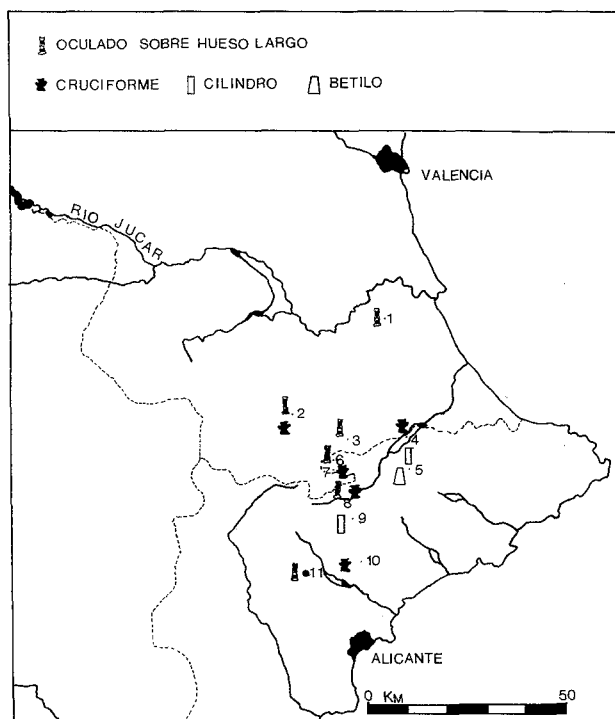 OCULADO SOBRE HUESO LARGO
CRUCIFORME CILINDRO BETILO
VALENCIA
RIO JUCAR
.1
.2
.3
4
.5
6
7
8
.9
.10
11
ALICANTE
0 KM 50